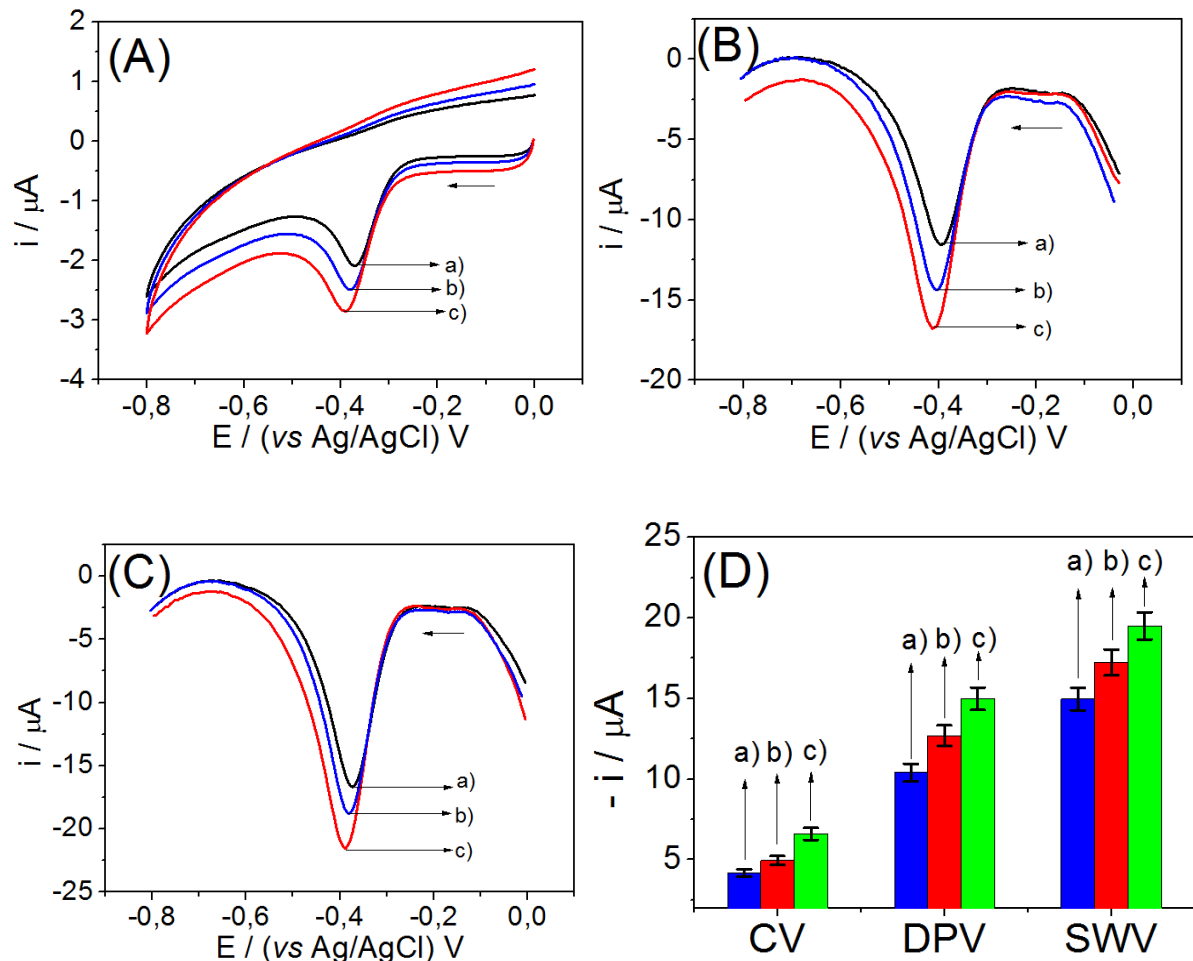 (A)
2
1
0
-1
-2
-3
-4
i / μA
a)
b)
c)
-0,8 -0,6 -0,4 -0,2 0,0
E / (vs Ag/AgCl) V
(B)
0
-5
-10
-15
-20
i / μA
a)
b)
c)
-0,8 -0,6 -0,4 -0,2 0,0
E / (vs Ag/AgCl) V
(C)
0
-5
-10
-15
-20
-25
i / μA
a)
b)
c)
-0,8 -0,6 -0,4 -0,2 0,0
E / (vs Ag/AgCl) V
(D)
25
20
15
10
5
- i / μA
a) b) c)
a) b) c)
a) b) c)
CV DPV SWV